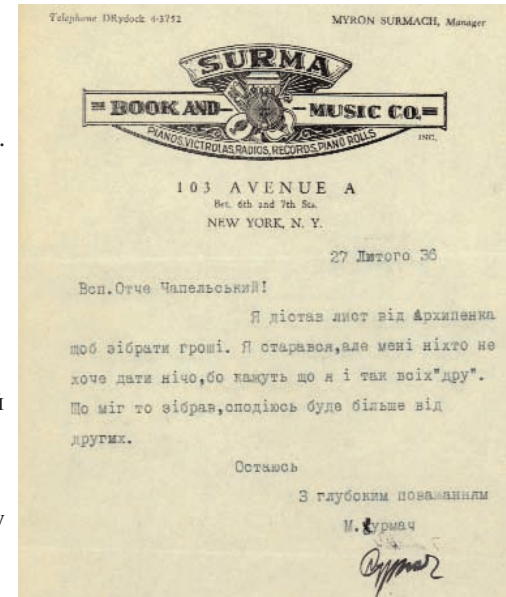 Telephone DRydock 4-3752
MYRON SURMACH, Manager
SURMA
BOOK AND MUSIC CO.
INC.
PIANOS, VICTROLAS, RADIOS, RECORDS, PIANO ROLLS
103 AVENUE A
Bet. 6th and 7th Sts.
NEW YORK, N. Y.
27 Лютого 36
Всп.Отче Чапельський!
Я дістав лист від Архипенка
щоб зібрати гроші. Я старався,але мені ніхто не
хоче дати нічо,бо кажуть що я і так всіх"дру".
Що міг то зібрав,сподіюсь буде більше від
других.
Остаюсь
З глубоким поважанням
М.Сурмач